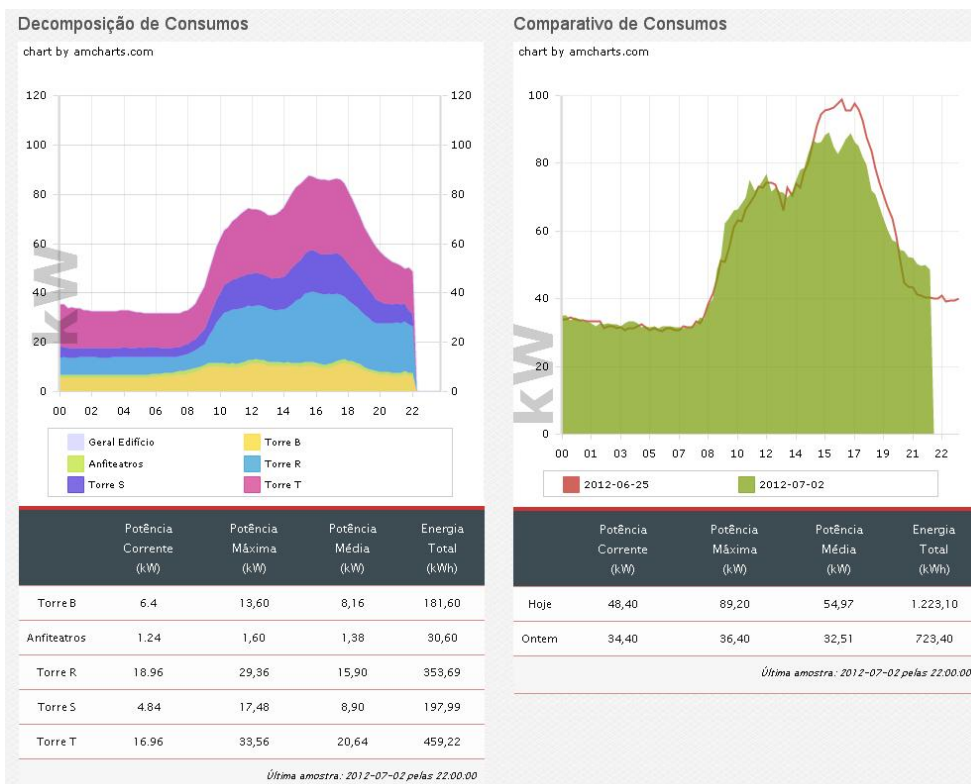 Decomposição de Consumos
chart by amcharts.com
120
100
80
60
40
20
0
120
100
80
60
40
20
0
kW
00 02 04 06 08 10 12 14 16 18 20 22
Geral Edifício Torre B
Anfiteatros Torre R
Torre S Torre T
Potência Corrente (kW) Potência Máxima (kW) Potência Média (kW) Energia Total (kWh)
Torre B 6.4 13,60 8,16 181,60
Anfiteatros 1.24 1,60 1,38 30,60
Torre R 18.96 29,36 15,90 353,69
Torre S 4.84 17,48 8,90 197,99
Torre T 16.96 33,56 20,64 459,22
Última amostra: 2012-07-02 pelas 22:00:00
Comparativo de Consumos
chart by amcharts.com
100
80
60
40
20
0
kW
00 01 03 05 07 08 10 12 14 15 17 19 21 22
2012-06-25 2012-07-02
Potência Corrente (kW) Potência Máxima (kW) Potência Média (kW) Energia Total (kWh)
Hoje 48,40 89,20 54,97 1.223,10
Ontem 34,40 36,40 32,51 723,40
Última amostra: 2012-07-02 pelas 22:00:00